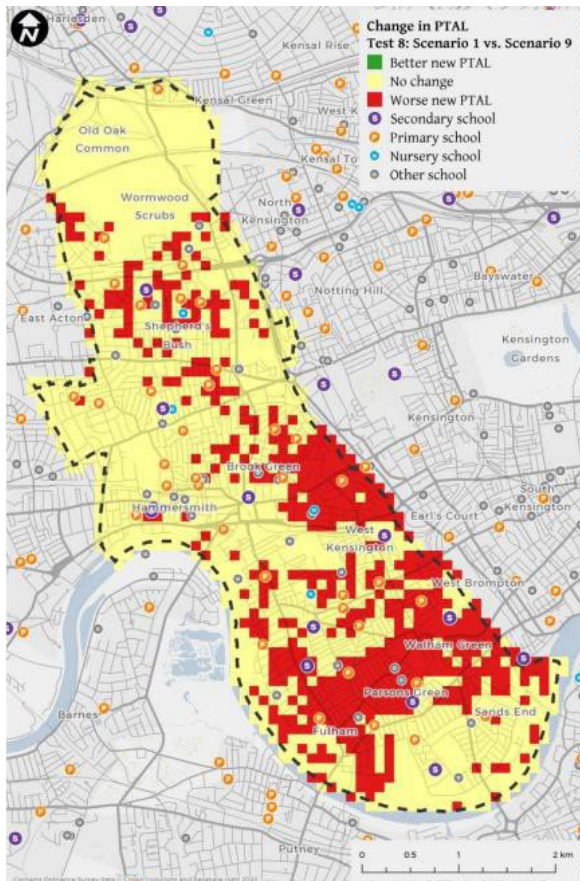 Change in PTAL
Test 8: Scenario 1 vs. Scenario 9
Better new PTAL
No change
Worse new PTAL
S Secondary school
P Primary school
N Nursery school
Other school
N
Harlesden
Kensal Rise
Kensal Green
West K
Old Oak
Common
Kensal To
Wormwood
Scrubs
North
Kensington
Bayswater
Notting Hill
East Acton
Shepherd's
Bush
Kensington
Gardens
Kensington
Brook Green
South
Kensington
Hammersmith
Earl's Court
West
Kensington
West Brompton
Walham Green
Parsons Green
Sands End
Barnes
Fulham
Putney
0 0.5 1 2 km